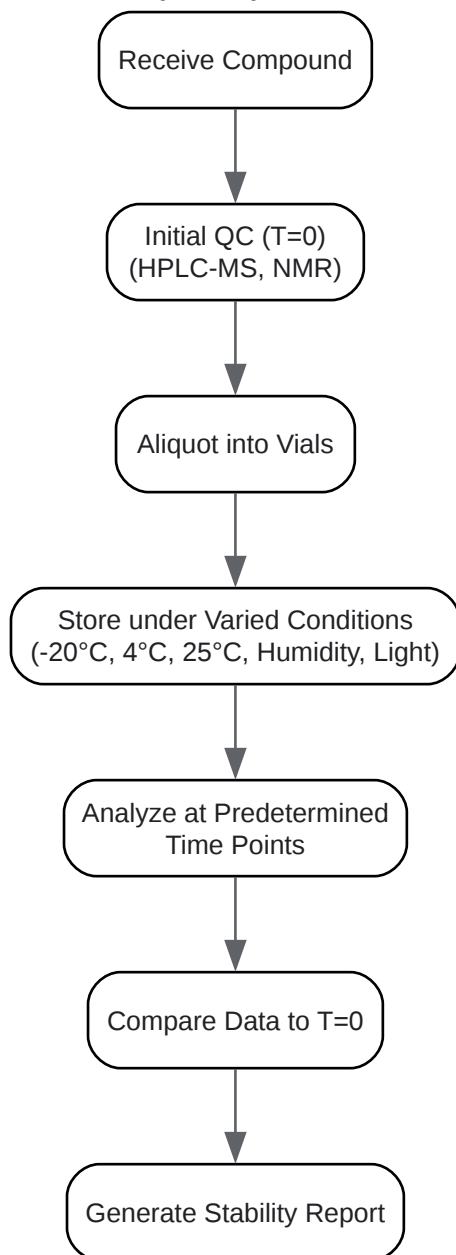 Receive Compound
Initial QC (T=0)
(HPLC-MS, NMR)
Aliquot into Vials
Store under Varied Conditions
(-20°C, 4°C, 25°C, Humidity, Light)
Analyze at Predetermined
Time Points
Compare Data to T=0
Generate Stability Report